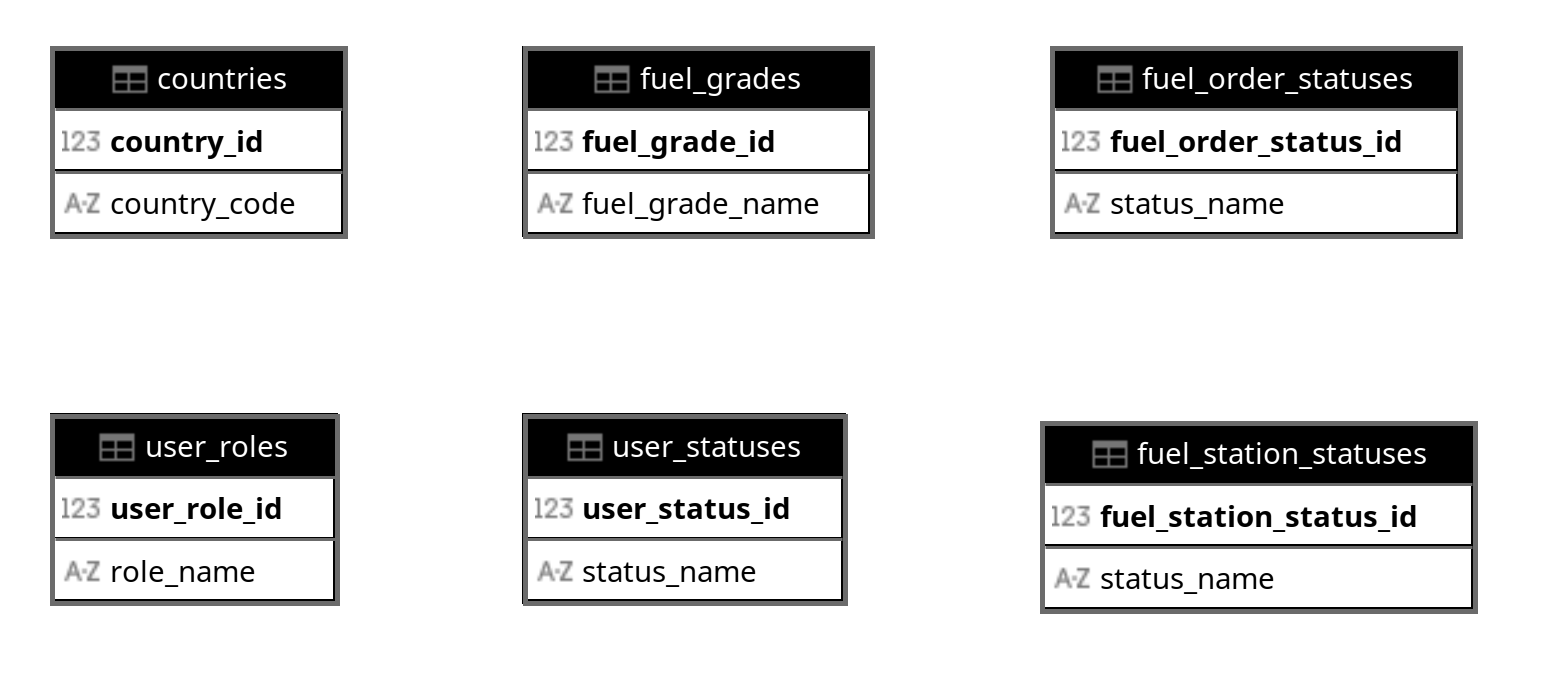 countries
123 country_id
A-Z country_code
fuel_grades
123 fuel_grade_id
A-Z fuel_grade_name
fuel_order_statuses
123 fuel_order_status_id
A-Z status_name
user_roles
123 user_role_id
A-Z role_name
user_statuses
123 user_status_id
A-Z status_name
fuel_station_statuses
123 fuel_station_status_id
A-Z status_name